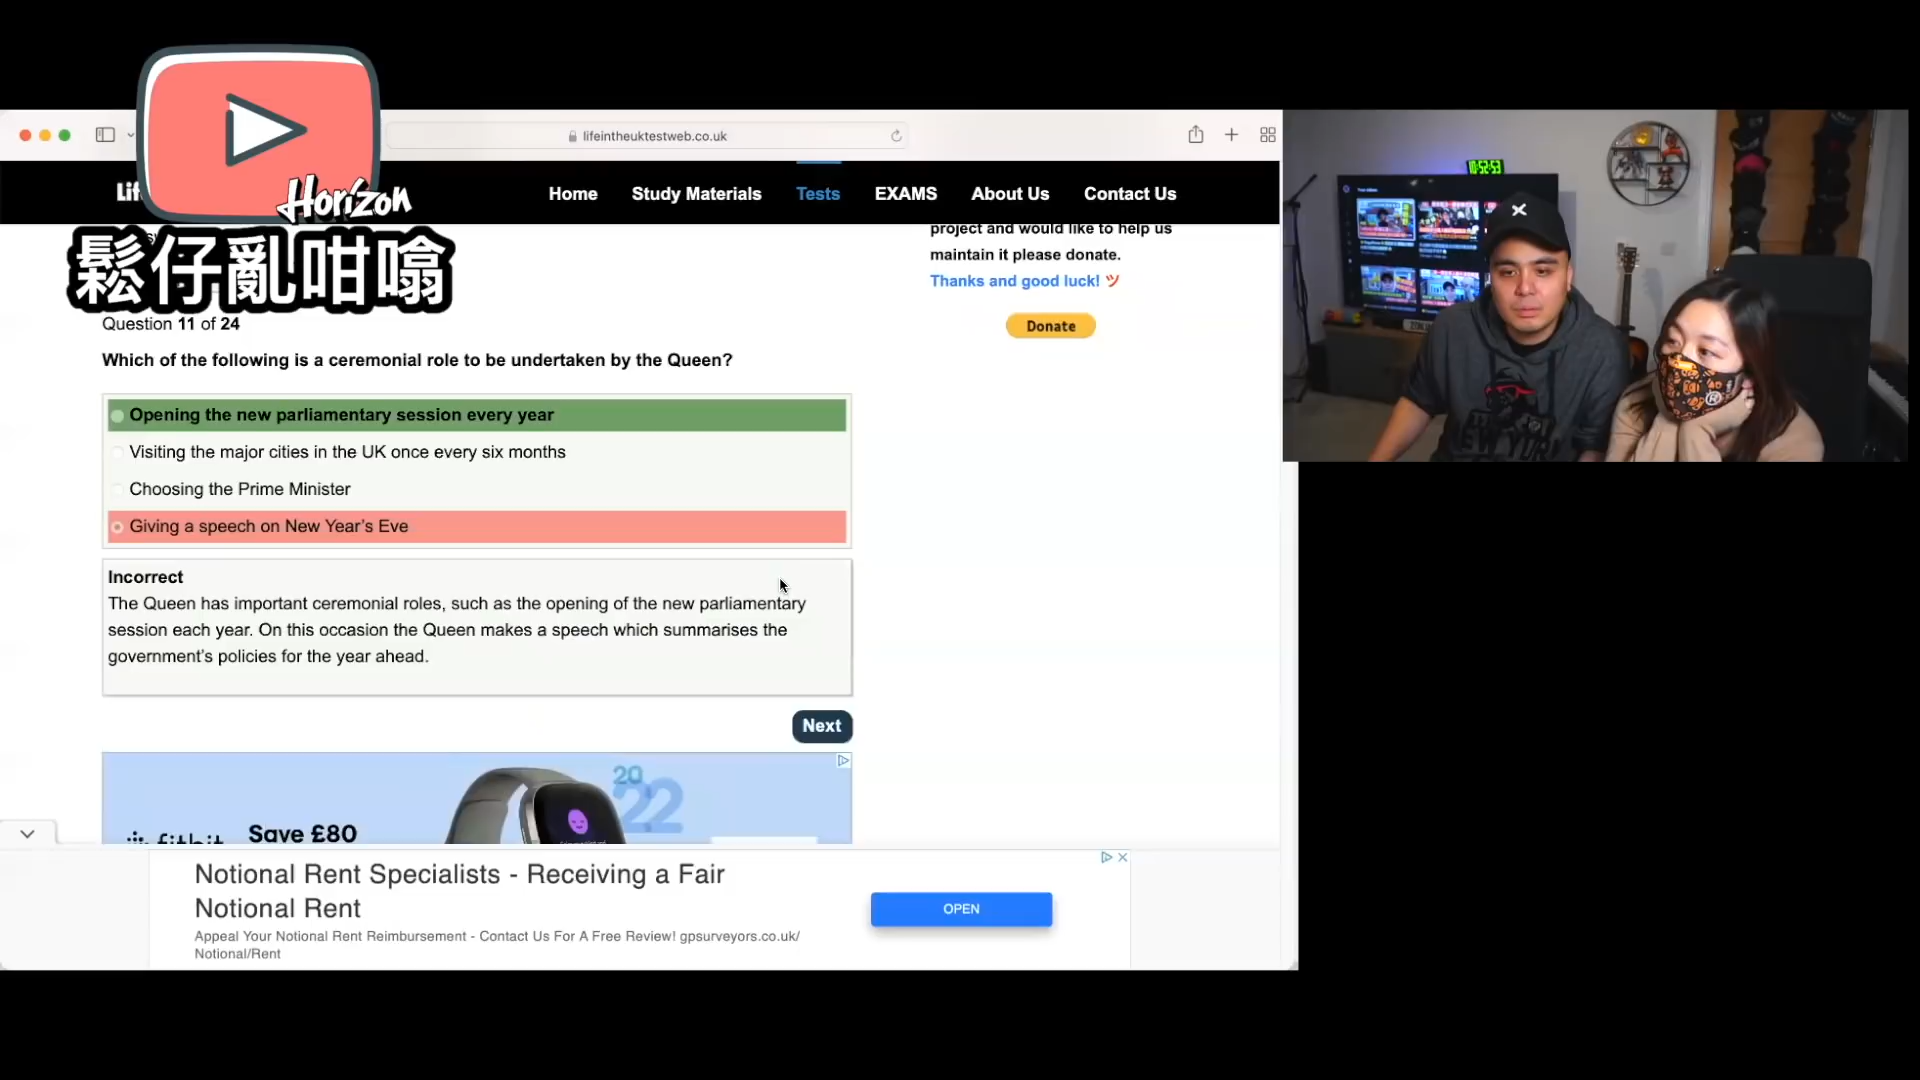 lifeintheuktestweb.co.uk
Horizon
Home
Study Materials
Tests
EXAMS
About Us
Contact Us
鬆仔亂咁噏
project and would like to help us
maintain it please donate.
Thanks and good luck! ツ
Donate
Question 11 of 24
Which of the following is a ceremonial role to be undertaken by the Queen?
Opening the new parliamentary session every year
Visiting the major cities in the UK once every six months
Choosing the Prime Minister
Giving a speech on New Year's Eve
Incorrect
The Queen has important ceremonial roles, such as the opening of the new parliamentary
session each year. On this occasion the Queen makes a speech which summarises the
government's policies for the year ahead.
Next
fitbit
Save £80
2022
Notional Rent Specialists - Receiving a Fair
Notional Rent
Appeal Your Notional Rent Reimbursement - Contact Us For A Free Review! gpsurveyors.co.uk/
Notional/Rent
OPEN
10:52:53